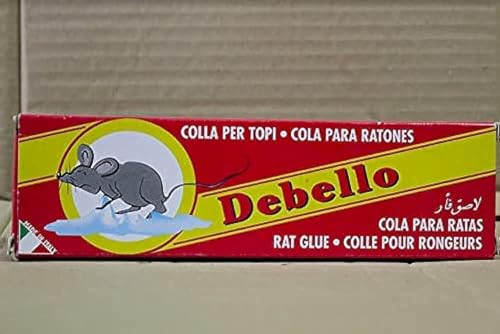 COLLA PER TOPI • COLA PARA RATONES
Debello
لاصق فأر
COLA PARA RATAS
RAT GLUE • COLLE POUR RONGEURS
MADE IN ITALY